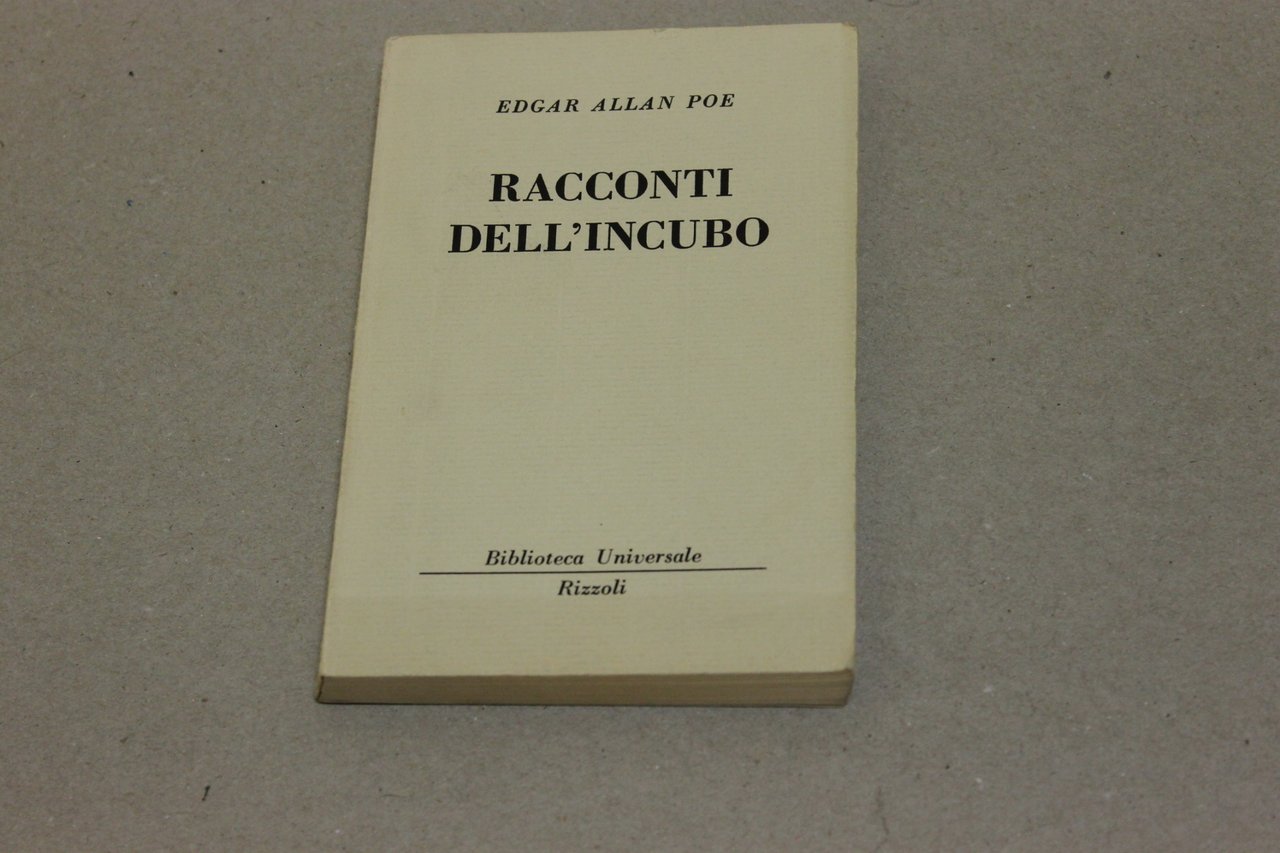 EDGAR ALLAN POE
RACCONTI
DELL'INCUBO
Biblioteca Universale
Rizzoli